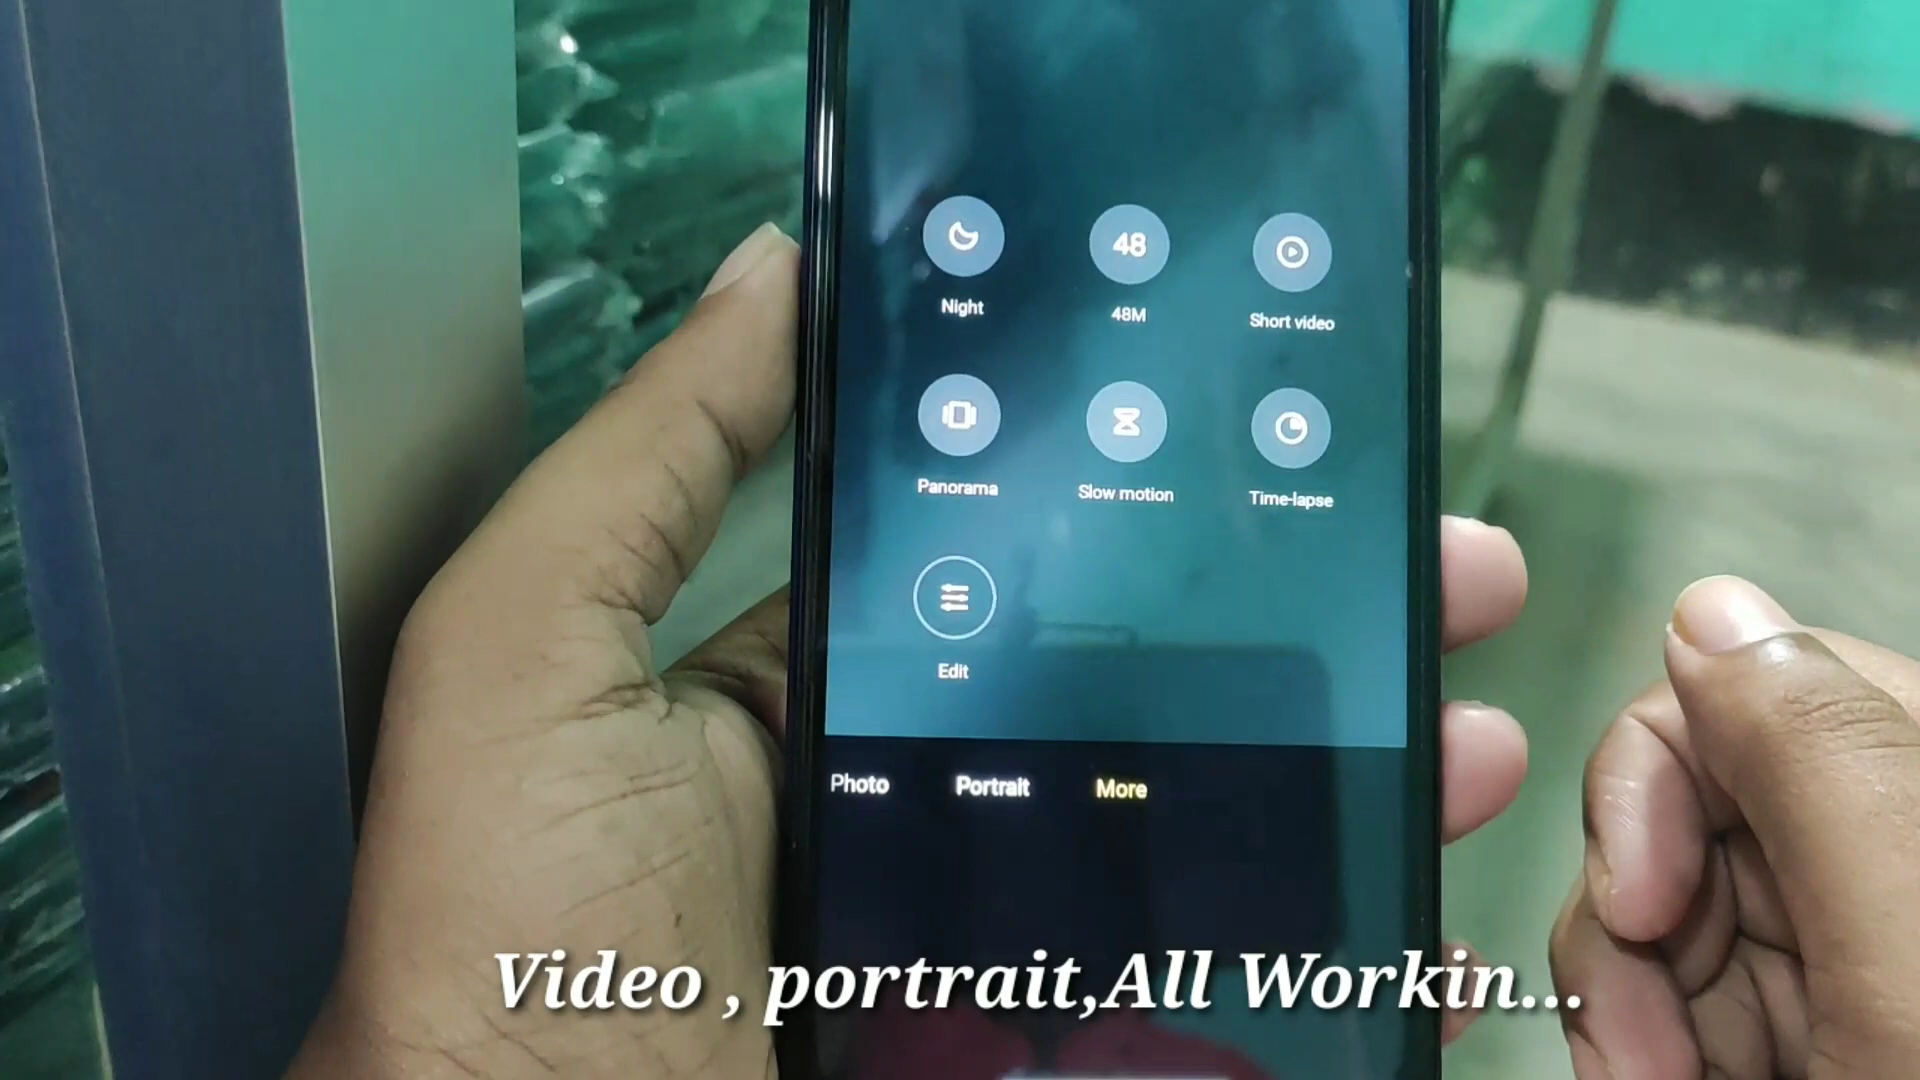 48
Night 48M Short video
Panorama Slow motion Time-lapse
Edit
Photo Portrait More
Video , portrait,All Workin...